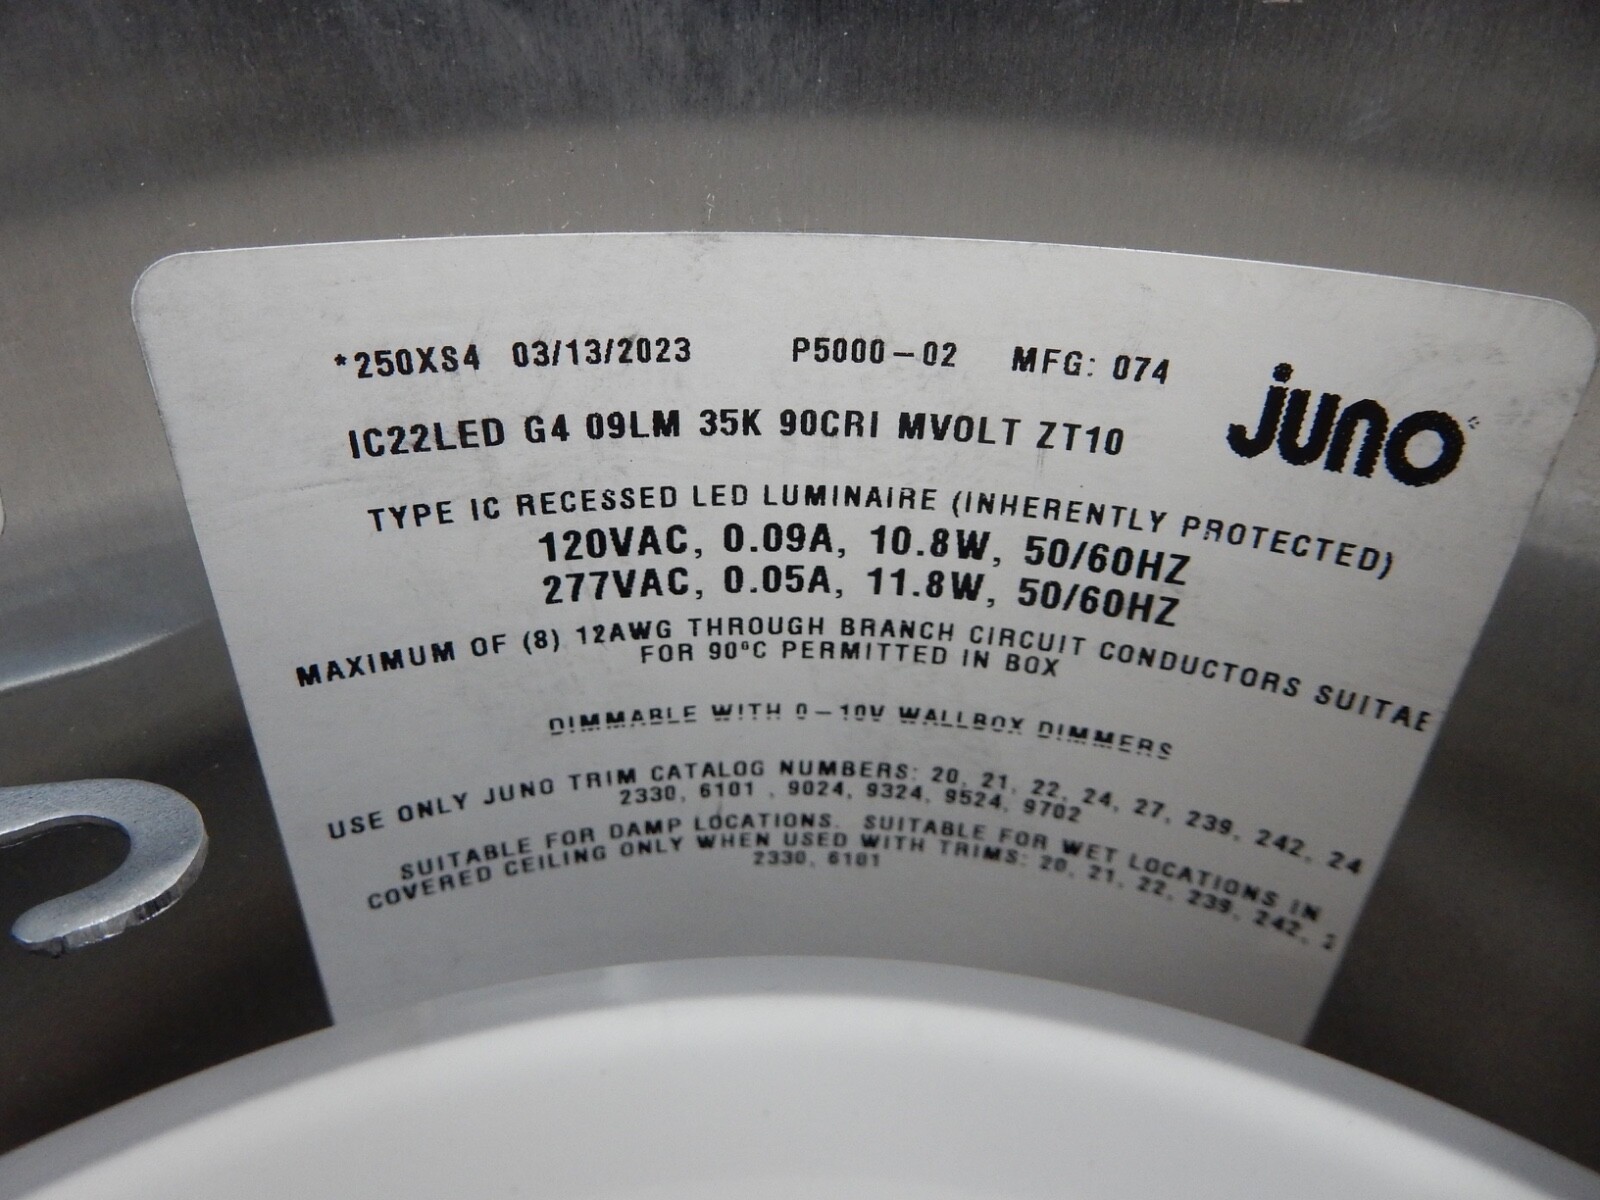 *250XS4 03/13/2023 P5000-02 MFG: 074
juno
IC22LED G4 09LM 35K 90CRI MVOLT ZT10
TYPE IC RECESSED LED LUMINAIRE (INHERENTLY PROTECTED)
120VAC, 0.09A, 10.8W, 50/60HZ
277VAC, 0.05A, 11.8W, 50/60HZ
MAXIMUM OF (8) 12AWG THROUGH BRANCH CIRCUIT CONDUCTORS SUITAB
FOR 90°C PERMITTED IN BOX
DIMMABLE WITH 0-10V WALLBOX DIMMERS
USE ONLY JUNO TRIM CATALOG NUMBERS: 20, 21, 22, 24, 27, 239, 242, 24
2330, 6101 , 9024, 9324, 9524, 9702
SUITABLE FOR DAMP LOCATIONS. SUITABLE FOR WET LOCATIONS IN
COVERED CEILING ONLY WHEN USED WITH TRIMS: 20, 21, 22, 239, 242,
2330, 6101